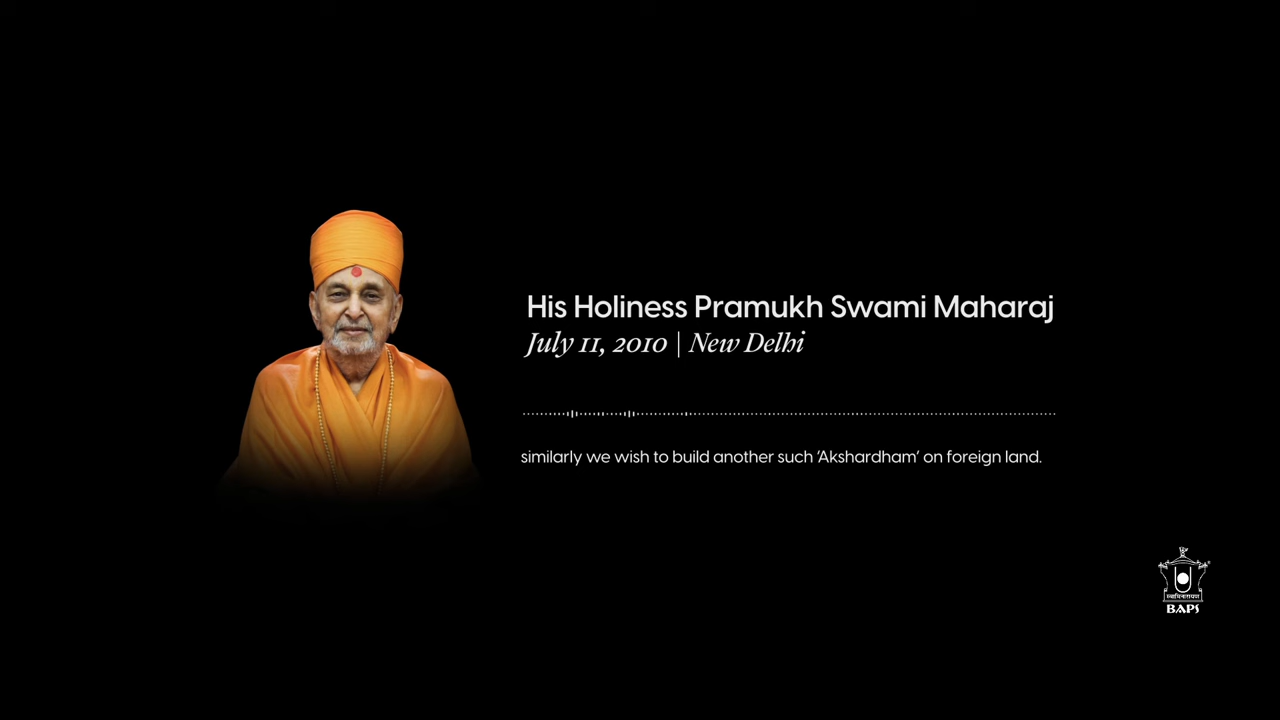 His Holiness Pramukh Swami Maharaj
July 11, 2010 | New Delhi
similarly we wish to build another such ‘Akshardham‘ on foreign land.
स्वामिनारायण
BAPS